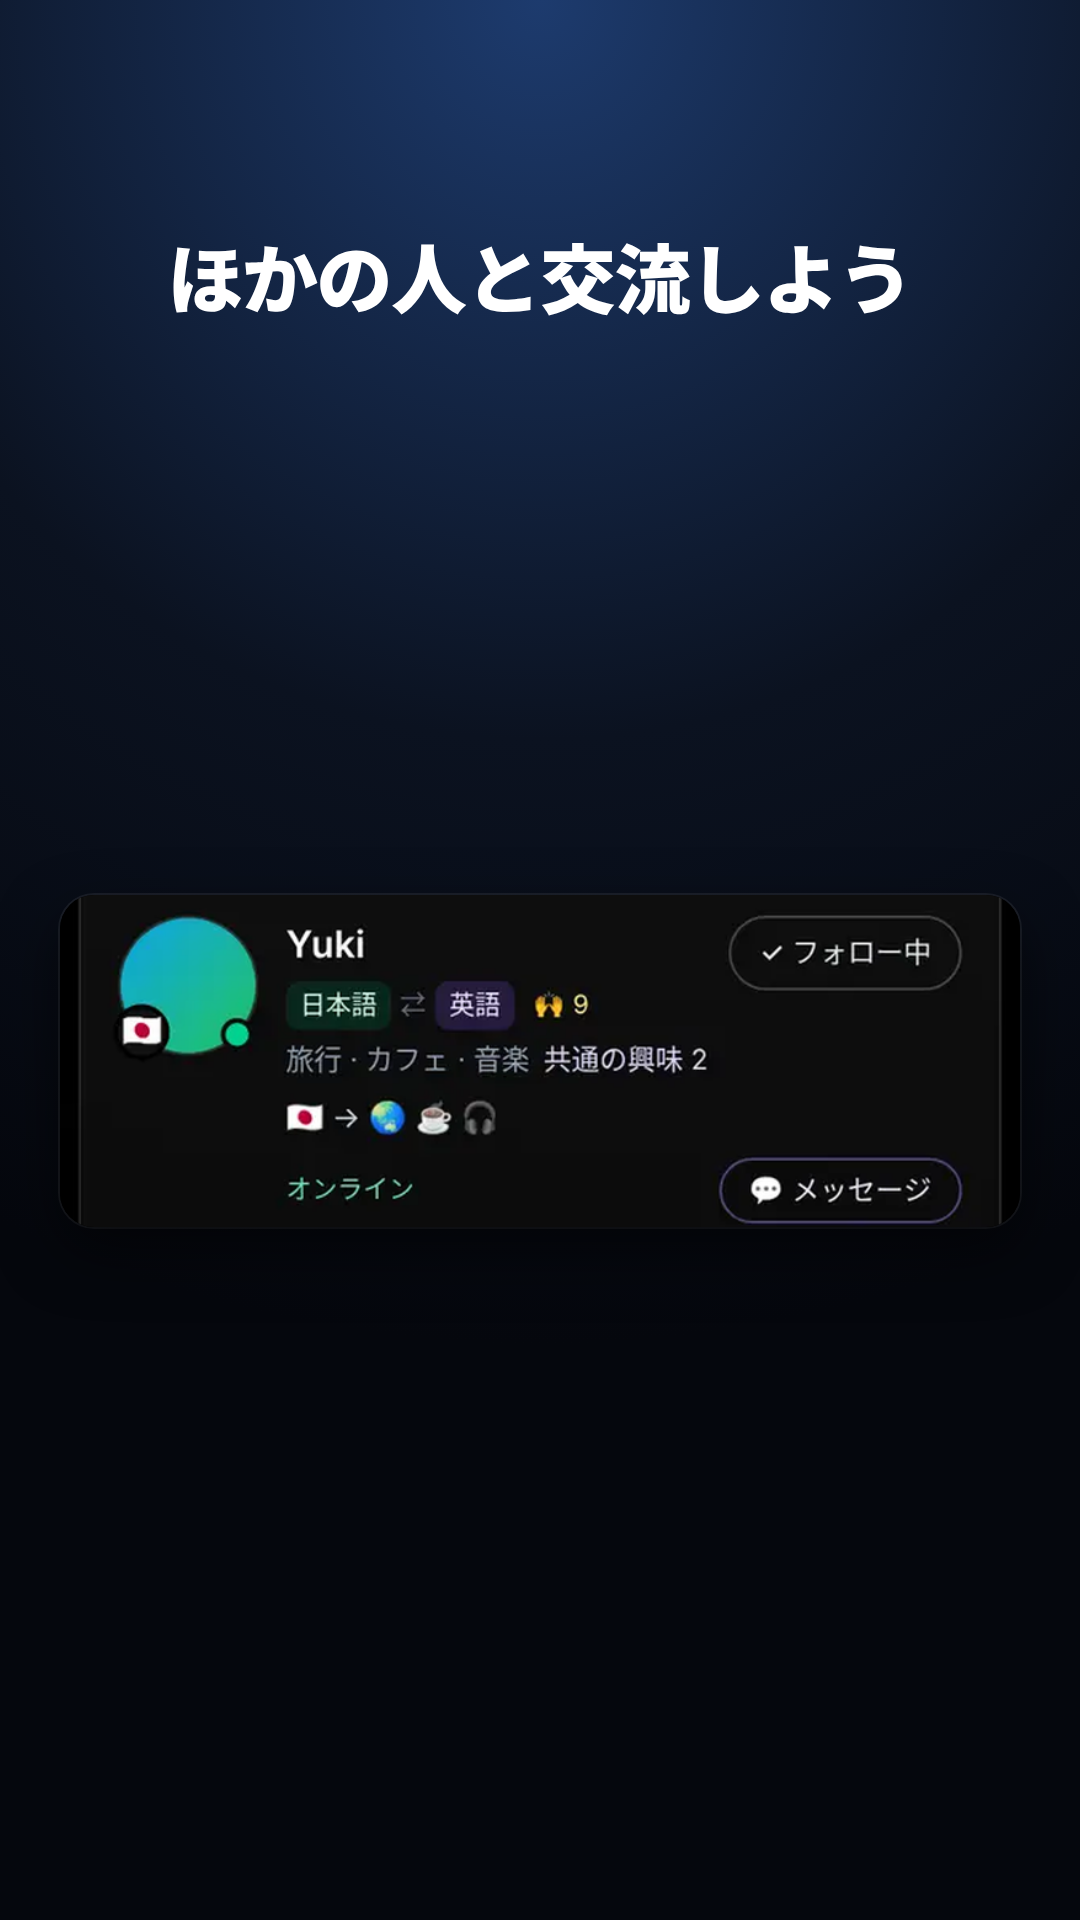 ほかの人と交流しよう
Yuki
✓ フォロー中
日本語 ⇄ 英語 🙌 9
旅行 · カフェ · 音楽 共通の興味 2
🇯🇵 → 🌏 ☕ 🎧
オンライン
💬 メッセージ